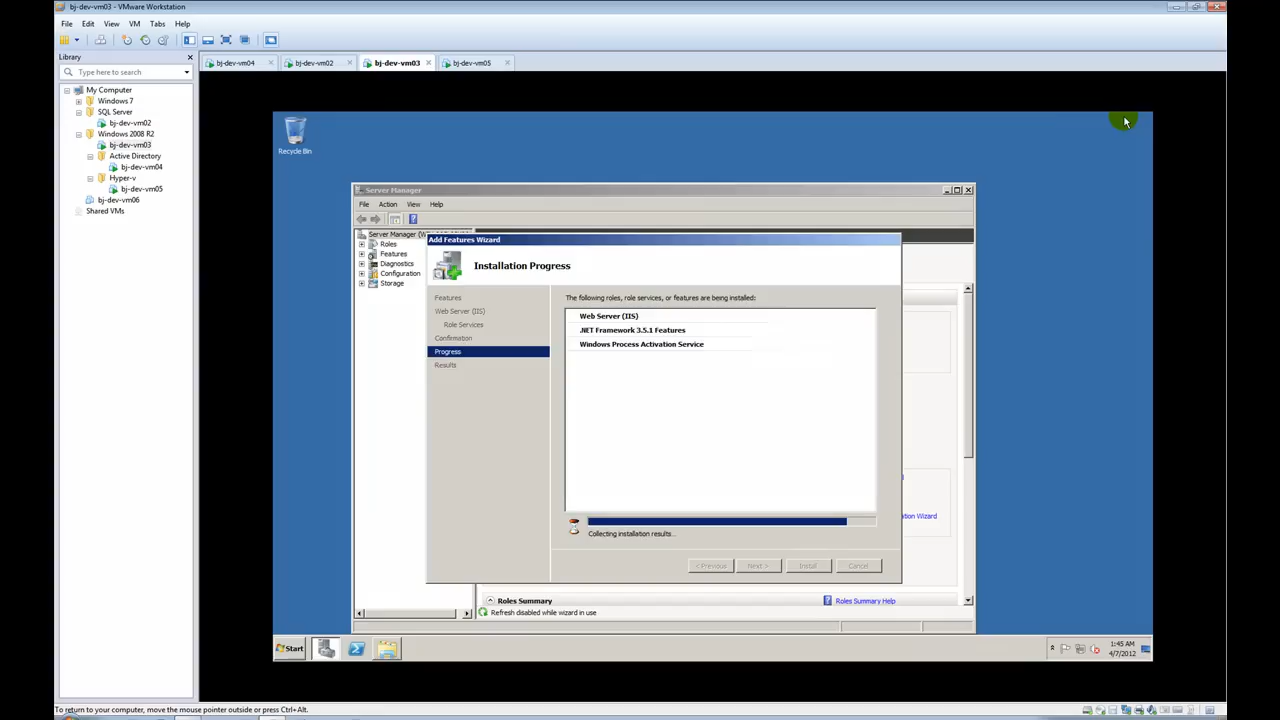 bj-dev-vm03 - VMware Workstation
File Edit View VM Tabs Help
Library
Type here to search
bj-dev-vm04 bj-dev-vm02 bj-dev-vm03 bj-dev-vm05
My Computer
Windows 7
SQL Server
bj-dev-vm02
Windows 2008 R2
bj-dev-vm03
Active Directory
bj-dev-vm04
Hyper-v
bj-dev-vm05
bj-dev-vm06
Shared VMs
Recycle Bin
Server Manager
File Action View Help
Server Manager
Roles
Features
Diagnostics
Configuration
Storage
Add Features Wizard
Installation Progress
Features
Web Server (IIS)
Role Services
Confirmation
Progress
Results
The following roles, role services, or features are being installed:
Web Server (IIS)
.NET Framework 3.5.1 Features
Windows Process Activation Service
Wizard
Collecting installation results...
< Previous Next > Install Cancel
Roles Summary Roles Summary Help
Refresh disabled while wizard in use
Start
1:45 AM
4/7/2012
To return to your computer, move the mouse pointer outside or press Ctrl+Alt.